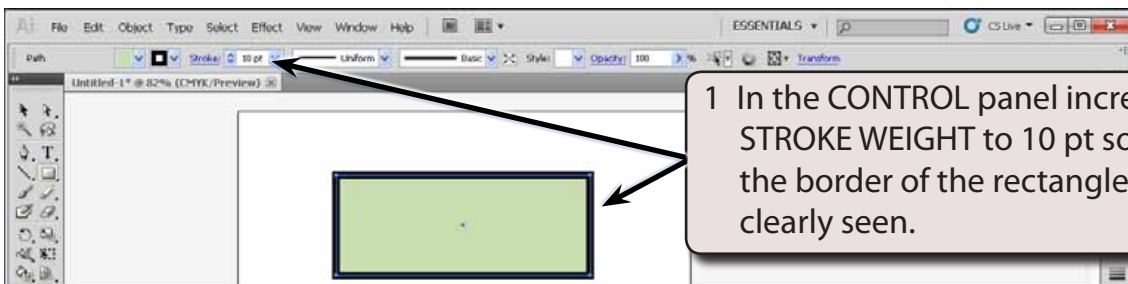 Ai File Edit Object Type Select Effect View Window Help ESSENTIALS CS Live
Path Stroke: 10 pt Uniform Basic Style: Opacity: 100 % Transform
Untitled-1* @ 82% (CMYK/Preview)
1 In the CONTROL panel incre
STROKE WEIGHT to 10 pt so
the border of the rectangle
clearly seen.